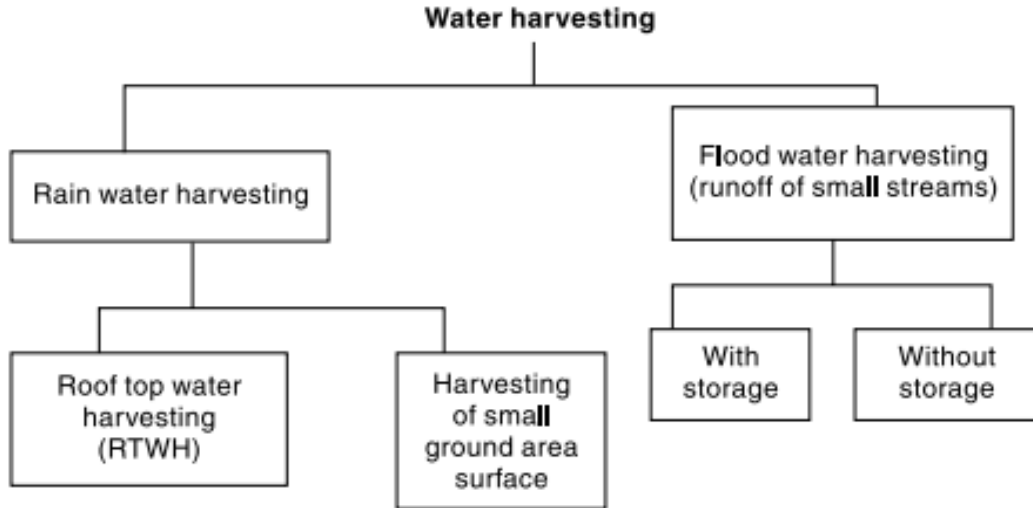 Water harvesting
Rain water harvesting
Flood water harvesting
(runoff of small streams)
Roof top water
harvesting
(RTWH)
Harvesting
of small
ground area
surface
With
storage
Without
storage